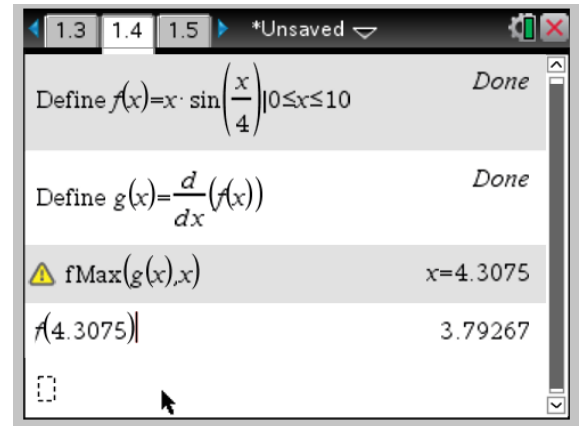 1.3 1.4 1.5 *Unsaved
Define f(x)=x·sin(x/4)|0≤x≤10 Done
Define g(x)=d/dx(f(x)) Done
fMax(g(x),x) x=4.3075
f(4.3075) 3.79267